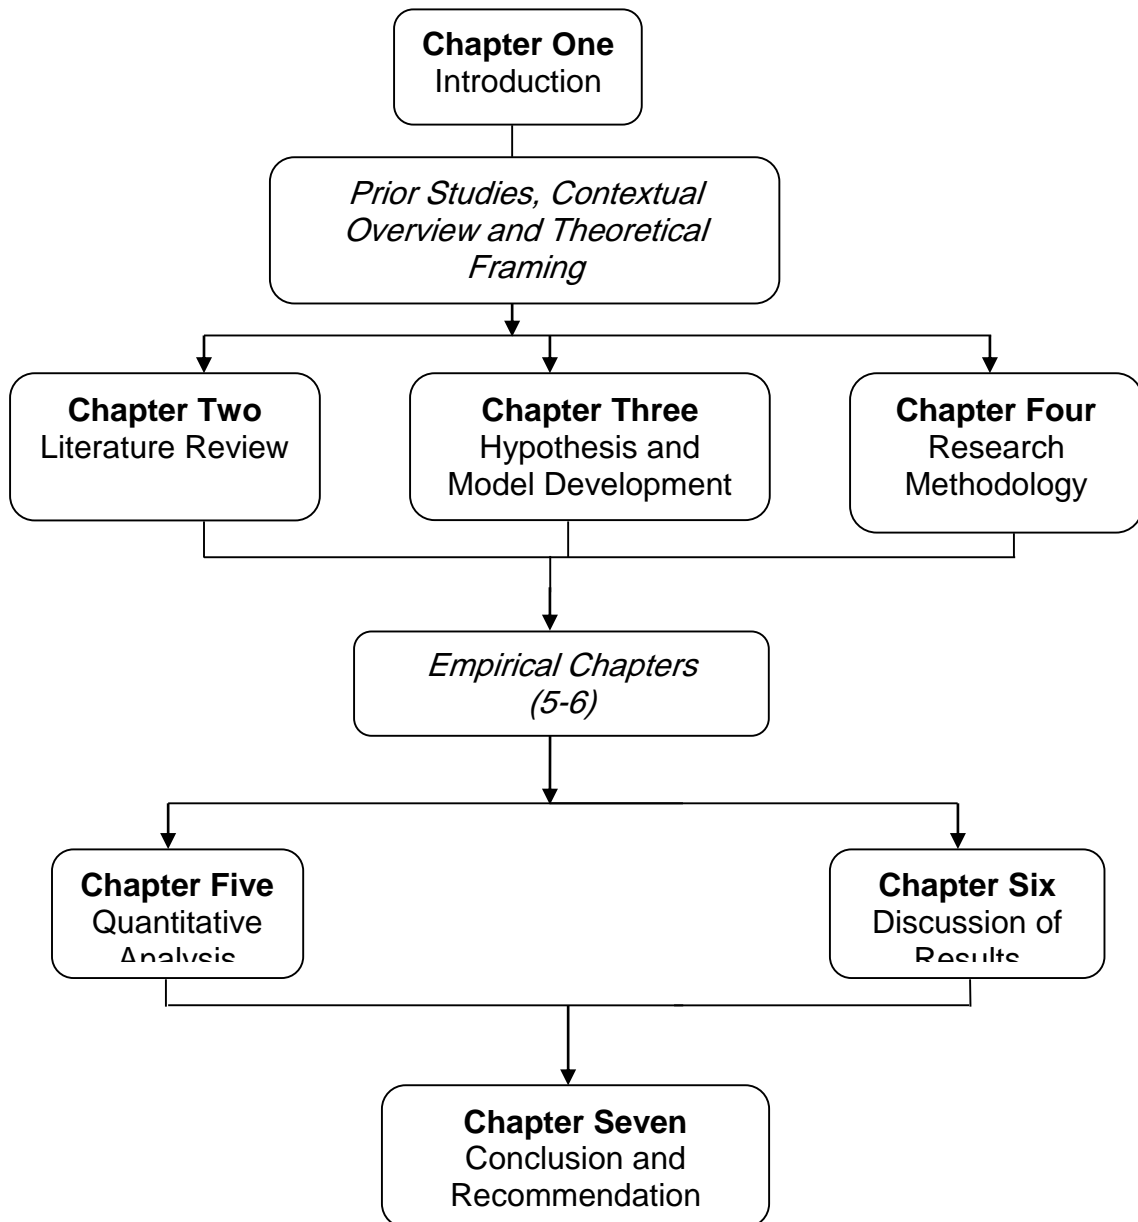 Chapter One
Introduction
Prior Studies, Contextual
Overview and Theoretical
Framing
Chapter Two
Literature Review
Chapter Three
Hypothesis and
Model Development
Chapter Four
Research
Methodology
Empirical Chapters
(5-6)
Chapter Five
Quantitative
Analysis
Chapter Six
Discussion of
Results
Chapter Seven
Conclusion and
Recommendation